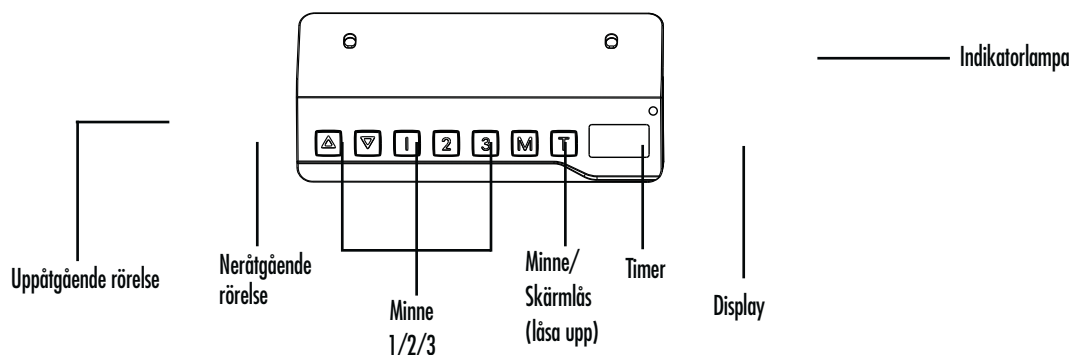 Indikatorlampa
1 2 3 M T
Uppåtgående rörelse
Neråtgående
rörelse
Minne
1/2/3
Minne/
Skärmlås
(låsa upp)
Timer
Display